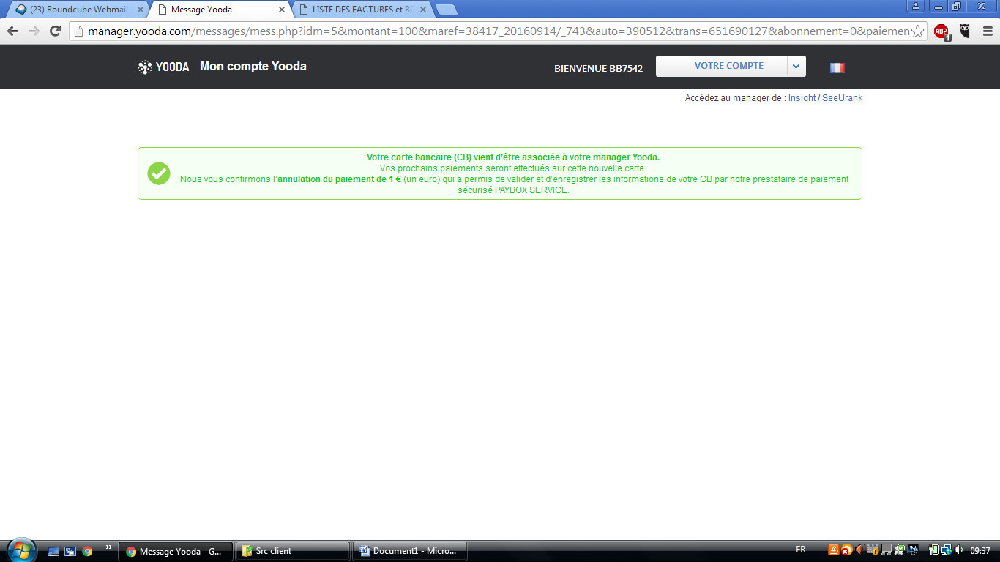 (23) Roundcube Webmail
Message Yooda
LISTE DES FACTURES et BO
manager.yooda.com/messages/mess.php?idm=5&montant=100&maref=38417_20160914/_743&auto=390512&trans=651690127&abonnement=0&paiemen
ABP
1
YOODA
Mon compte Yooda
BIENVENUE BB7542
VOTRE COMPTE
Accédez au manager de : Insight / SeeUrank
Votre carte bancaire (CB) vient d'être associée à votre manager Yooda.
Vos prochains paiements seront effectués sur cette nouvelle carte.
Nous vous confirmons l'annulation du paiement de 1 € (un euro) qui a permis de valider et d'enregistrer les informations de votre CB par notre prestataire de paiement
sécurisé PAYBOX SERVICE.
Message Yooda - G...
Src client
Document1 - Micro...
FR
09:37